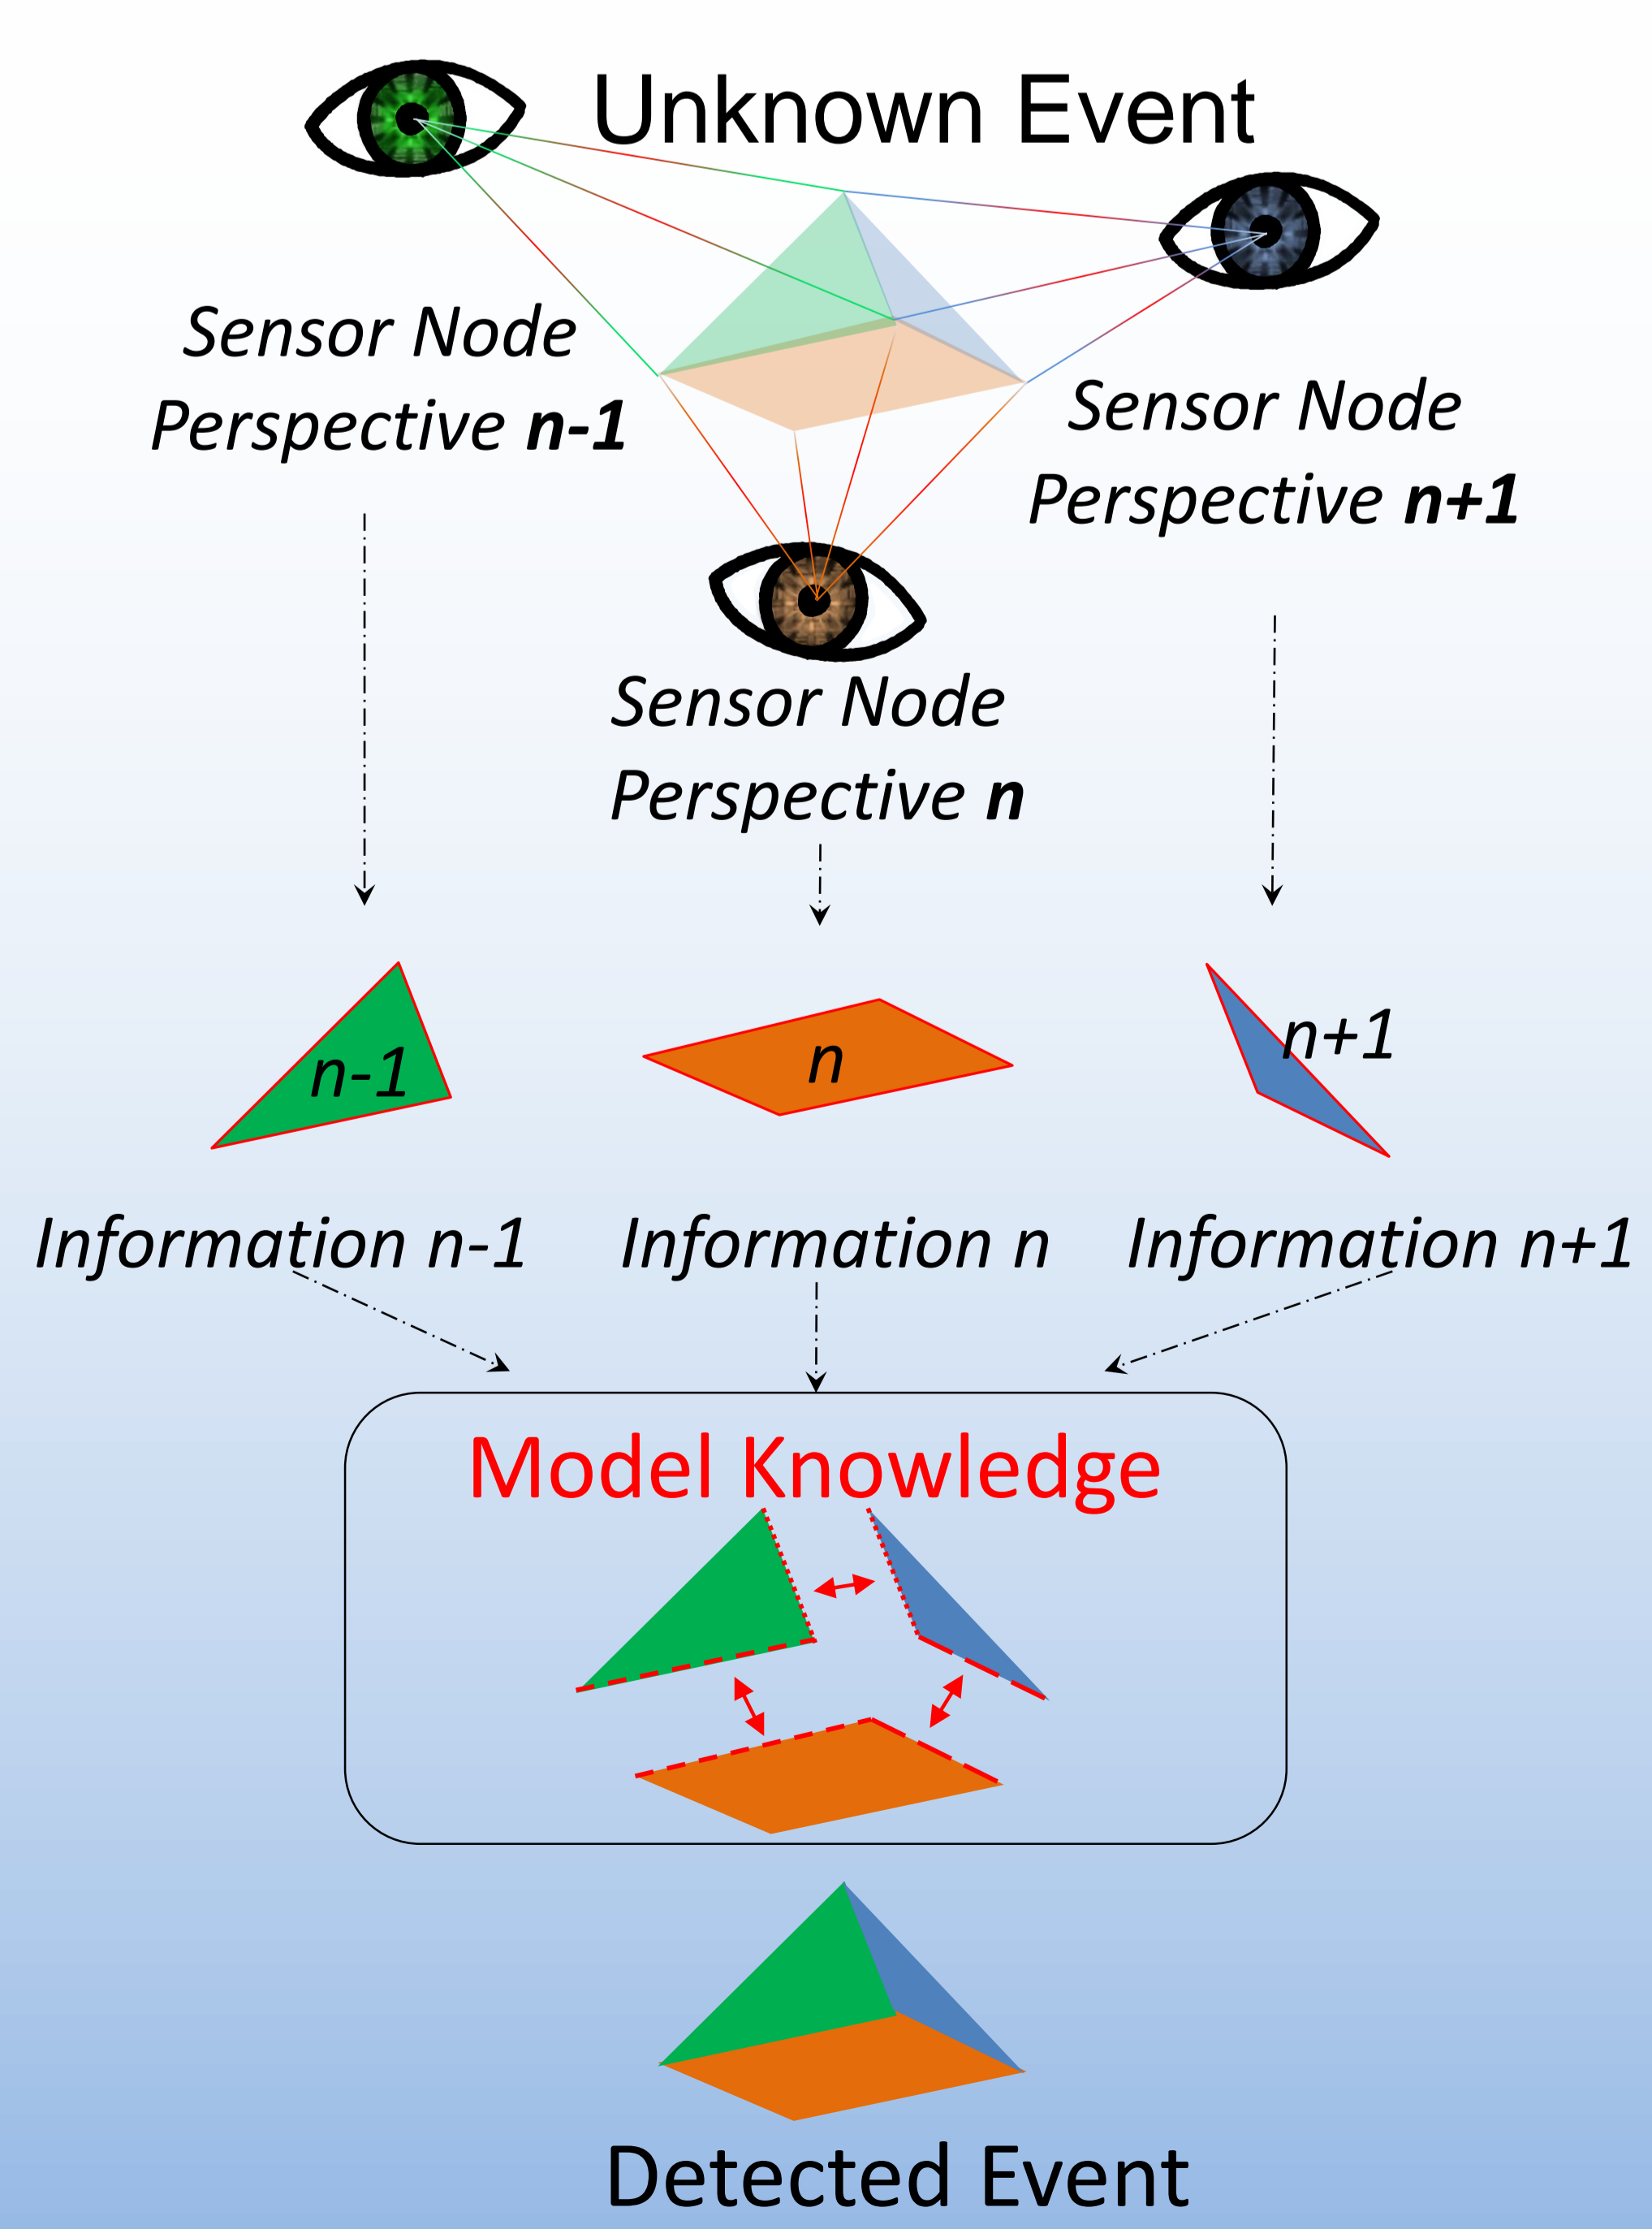 Unknown Event
Sensor Node
Perspective n-1
Sensor Node
Perspective n+1
Sensor Node
Perspective n
n-1
n
n+1
Information n-1
Information n
Information n+1
Model Knowledge
Detected Event